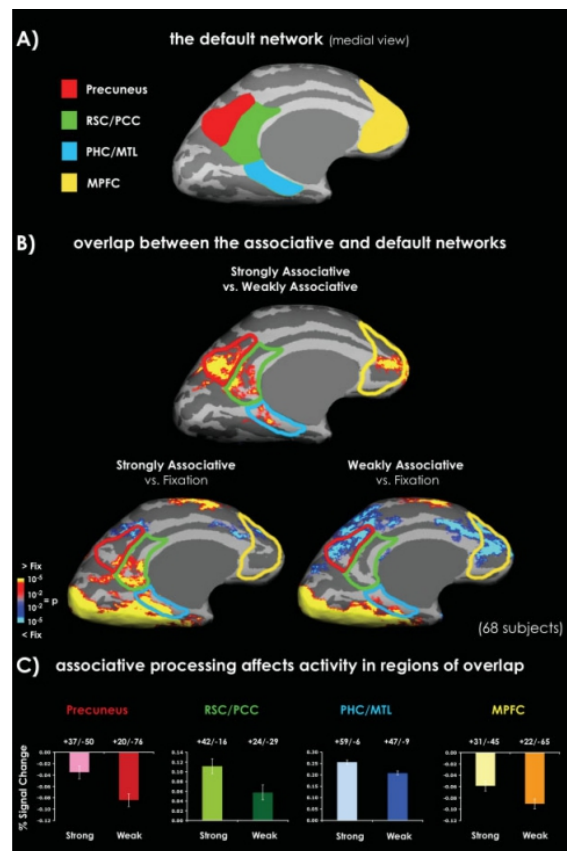 A) the default network (medial view)
Precuneus
RSC/PCC
PHC/MTL
MPFC
B) overlap between the associative and default networks
Strongly Associative
vs. Weakly Associative
Strongly Associative
vs. Fixation
Weakly Associative
vs. Fixation
> Fix
10⁻⁵
10⁻²
= p
10⁻²
10⁻⁵
< Fix
(68 subjects)
C) associative processing affects activity in regions of overlap
Precuneus RSC/PCC PHC/MTL MPFC
+37/-50 +20/-76 +42/-16 +24/-29 +59/-6 +47/-9 +31/-45 +22/-65
% Signal Change
Strong Weak Strong Weak Strong Weak Strong Weak